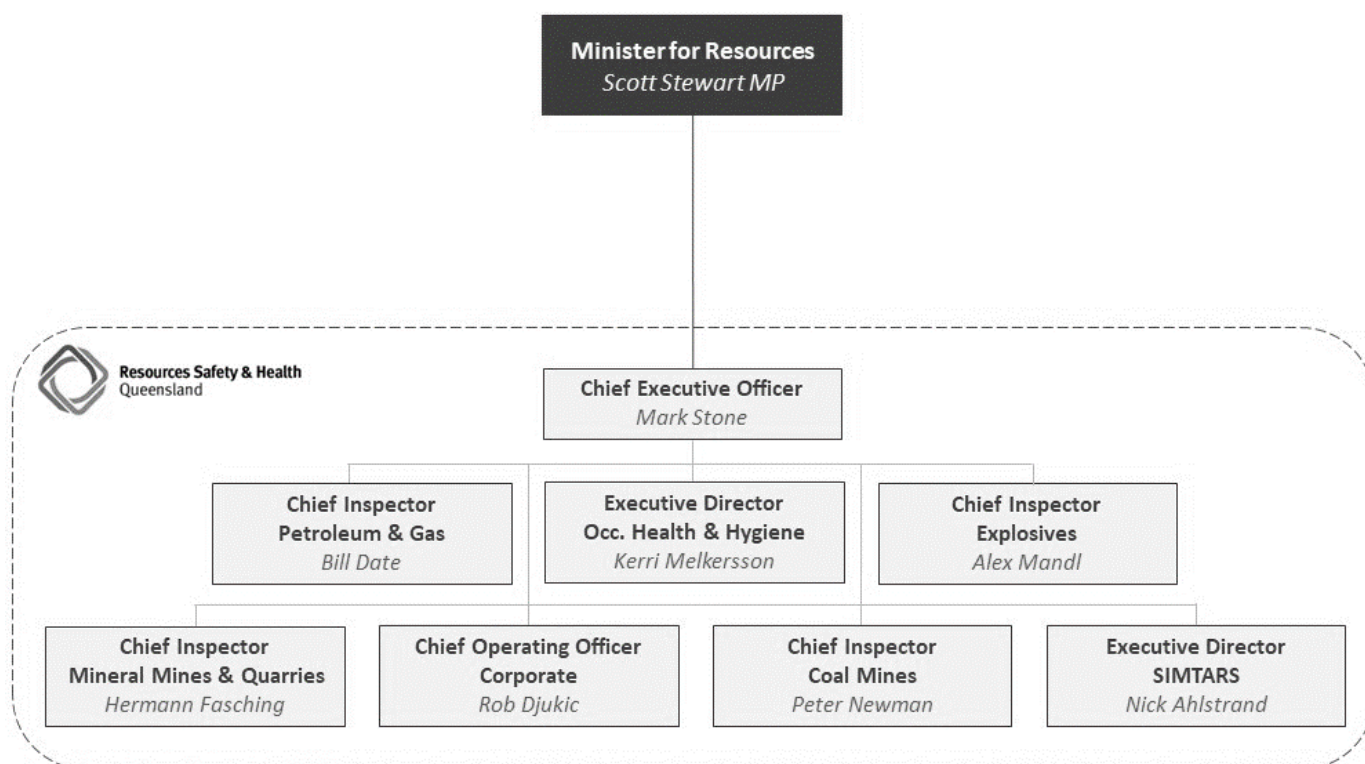 Minister for Resources
Scott Stewart MP
Resources Safety & Health
Queensland
Chief Executive Officer
Mark Stone
Chief Inspector
Petroleum & Gas
Bill Date
Executive Director
Occ. Health & Hygiene
Kerri Melkersson
Chief Inspector
Explosives
Alex Mandl
Chief Inspector
Mineral Mines & Quarries
Hermann Fasching
Chief Operating Officer
Corporate
Rob Djukic
Chief Inspector
Coal Mines
Peter Newman
Executive Director
SIMTARS
Nick Ahlstrand